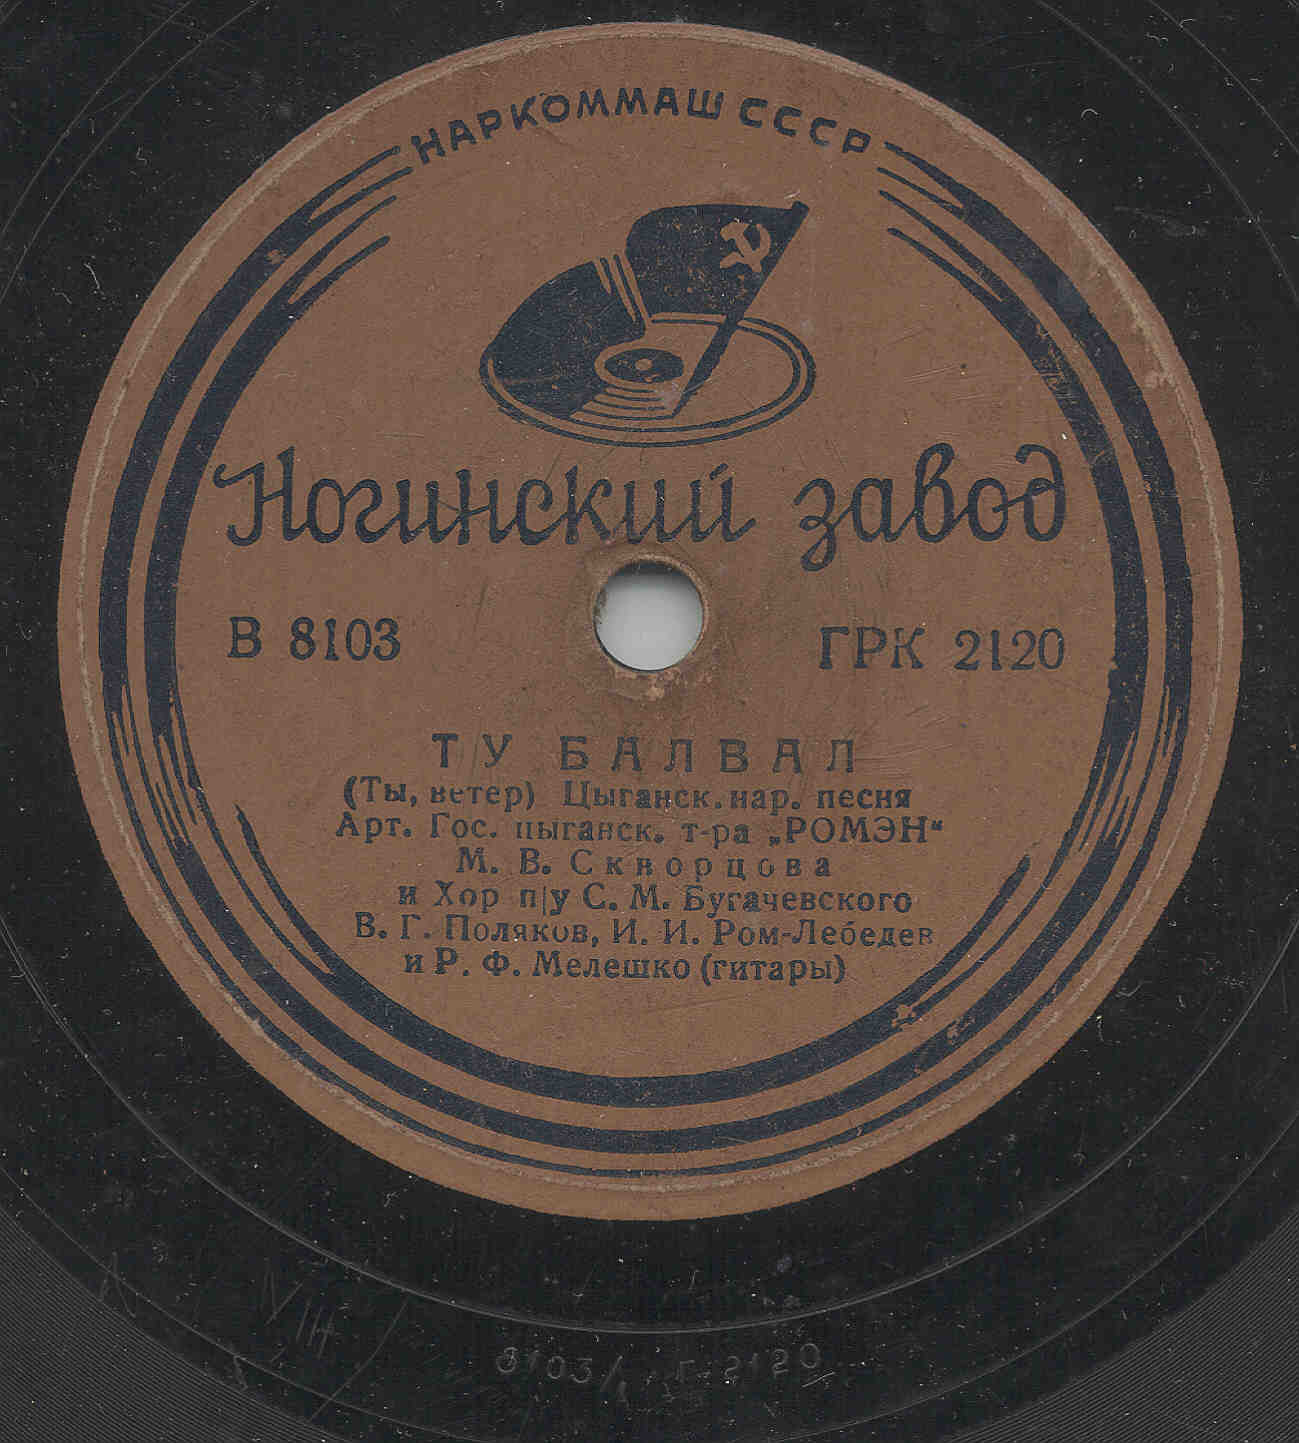 НАРКОММАШ СССР
Ногинский завод
В 8103 ГРК 2120
ТУ БАЛВАЛ
(Ты, ветер) Цыганск. нар. песня
Арт. Гос. цыганск. т-ра „РОМЭН“
М. В. Скворцова
и Хор п/у С. М. Бугачевского
В. Г. Поляков, И. И. Ром-Лебедев
и Р. Ф. Мелешко (гитары)
8103/